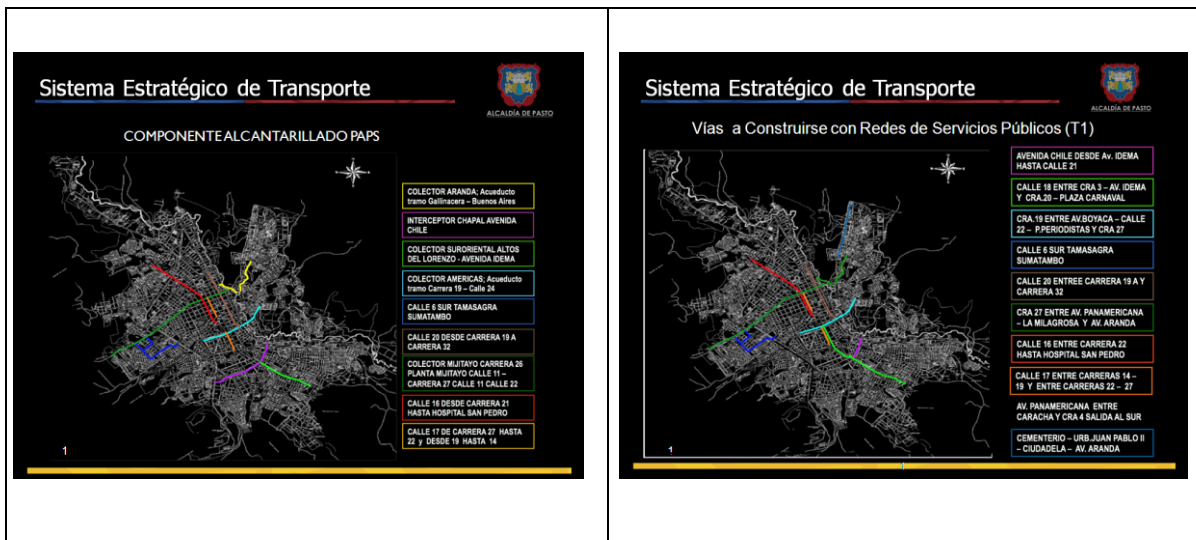 Sistema Estratégico de Transporte
ALCALDÍA DE PASTO
COMPONENTE ALCANTARILLADO PAPS
COLECTOR ARANDA; Acueducto
tramo Gallinacera – Buenos Aires
INTERCEPTOR CHAPAL AVENIDA
CHILE
COLECTOR SURORIENTAL ALTOS
DEL LORENZO - AVENIDA IDEMA
COLECTOR AMERICAS; Acueducto
tramo Carrera 19 – Calle 24
CALLE 6 SUR TAMASAGRA
SUMATAMBO
CALLE 20 DESDE CARRERA 19 A
CARRERA 32
COLECTOR MIJITAYO CARRERA 26
PLANTA MIJITAYO CALLE 11 –
CARRERA 27 CALLE 11 CALLE 22
CALLE 16 DESDE CARRERA 21
HASTA HOSPITAL SAN PEDRO
CALLE 17 DE CARRERA 27 HASTA
22 y DESDE 19 HASTA 14
1
Sistema Estratégico de Transporte
ALCALDÍA DE PASTO
Vías a Construirse con Redes de Servicios Públicos (T1)
AVENIDA CHILE DESDE Av. IDEMA
HASTA CALLE 21
CALLE 18 ENTRE CRA 3 – AV. IDEMA
Y CRA.20 – PLAZA CARNAVAL
CRA.19 ENTRE AV.BOYACA – CALLE
22 – P.PERIODISTAS Y CRA 27
CALLE 6 SUR TAMASAGRA
SUMATAMBO
CALLE 20 ENTREE CARRERA 19 A Y
CARRERA 32
CRA 27 ENTRE AV. PANAMERICANA
– LA MILAGROSA Y AV. ARANDA
CALLE 16 ENTRE CARRERA 22
HASTA HOSPITAL SAN PEDRO
CALLE 17 ENTRE CARRERAS 14 –
19 Y ENTRE CARRERAS 22 - 27
AV. PANAMERICANA ENTRE
CARACHA Y CRA 4 SALIDA AL SUR
CEMENTERIO – URB.JUAN PABLO II
– CIUDADELA – AV. ARANDA
1
1